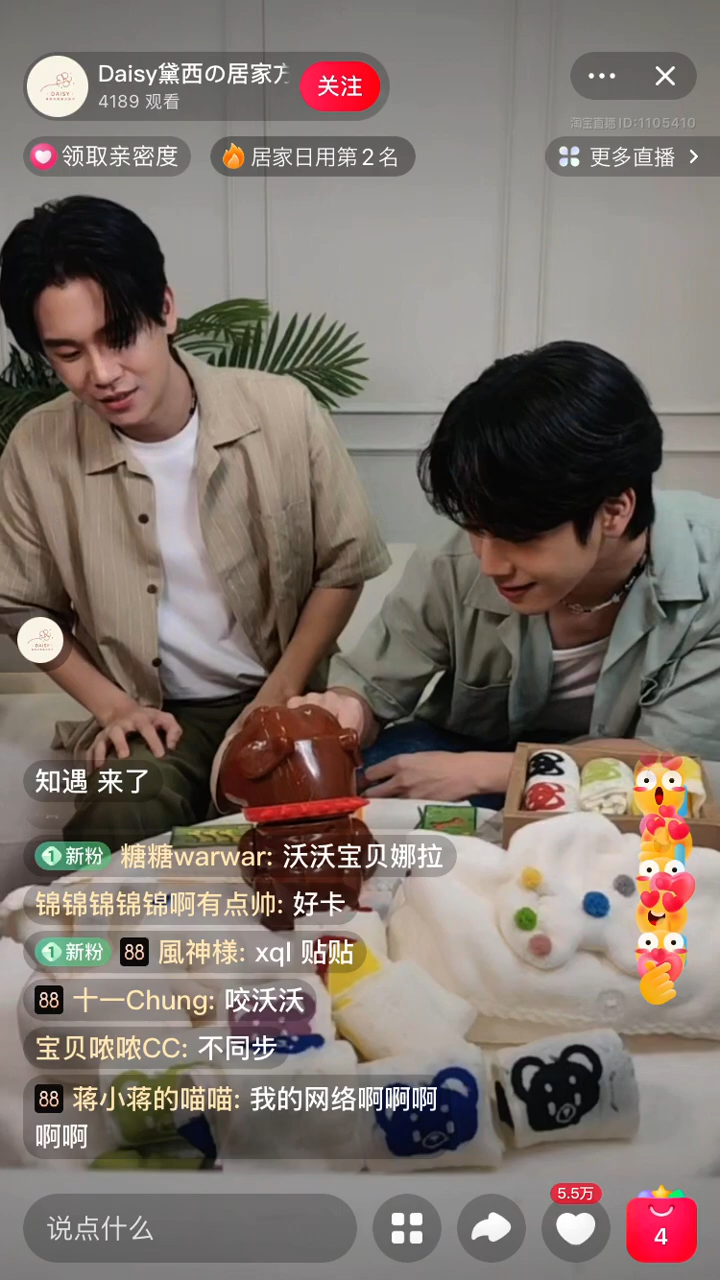 Daisy黛西の居家方
4189 观看
关注
淘宝直播ID:1105410
领取亲密度
居家日用第2名
更多直播
DAISY
DAISY
知遇 来了
1 新粉 糖糖warwar: 沃沃宝贝娜拉
锦锦锦锦锦啊有点帅: 好卡
1 新粉 88 風神様: xql 贴贴
88 十一Chung: 咬沃沃
宝贝哝哝CC: 不同步
88 蒋小蒋的喵喵: 我的网络啊啊啊
啊啊
说点什么
5.5万
4